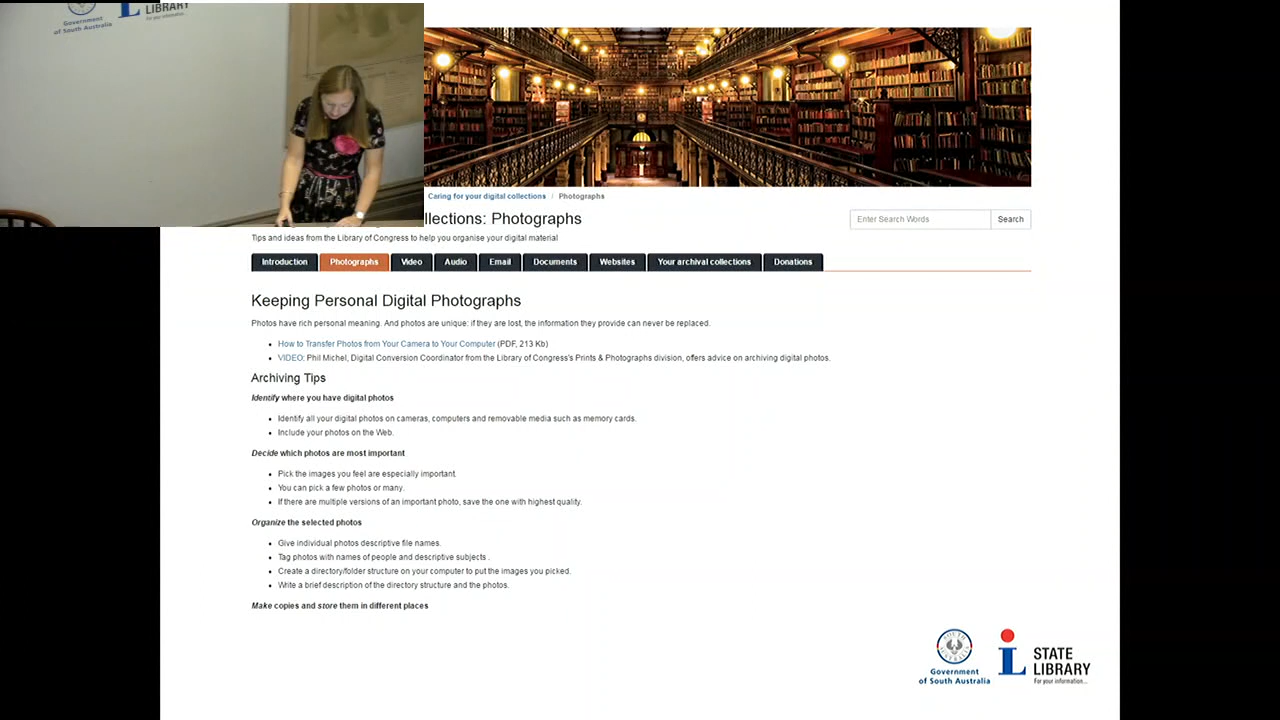 Government
of South Australia
LIBRARY
For your information...
Caring for your digital collections / Photographs
llections: Photographs
Enter Search Words
Search
Tips and ideas from the Library of Congress to help you organise your digital material
Introduction
Photographs
Video
Audio
Email
Documents
Websites
Your archival collections
Donations
Keeping Personal Digital Photographs
Photos have rich personal meaning. And photos are unique: if they are lost, the information they provide can never be replaced.
• How to Transfer Photos from Your Camera to Your Computer (PDF, 213 Kb)
• VIDEO: Phil Michel, Digital Conversion Coordinator from the Library of Congress's Prints & Photographs division, offers advice on archiving digital photos.
Archiving Tips
Identify where you have digital photos
• Identify all your digital photos on cameras, computers and removable media such as memory cards.
• Include your photos on the Web.
Decide which photos are most important
• Pick the images you feel are especially important.
• You can pick a few photos or many.
• If there are multiple versions of an important photo, save the one with highest quality.
Organize the selected photos
• Give individual photos descriptive file names.
• Tag photos with names of people and descriptive subjects .
• Create a directory/folder structure on your computer to put the images you picked.
• Write a brief description of the directory structure and the photos.
Make copies and store them in different places
SOUTH
AUSTRALIA
Government
of South Australia
STATE
LIBRARY
For your information...